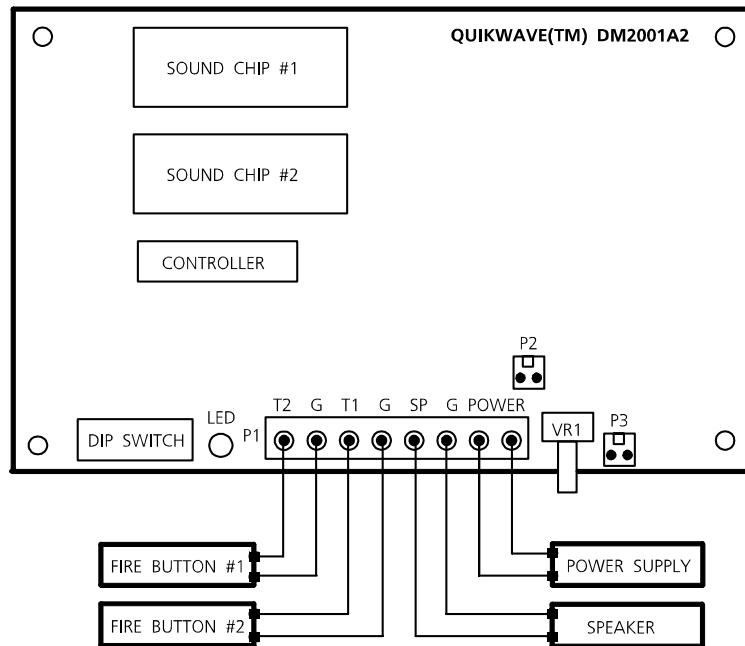 QUIKWAVE(TM) DM2001A2
SOUND CHIP #1
SOUND CHIP #2
CONTROLLER
P2
T2 G T1 G SP G POWER
LED
P1
DIP SWITCH
VR1
P3
FIRE BUTTON #1
POWER SUPPLY
FIRE BUTTON #2
SPEAKER